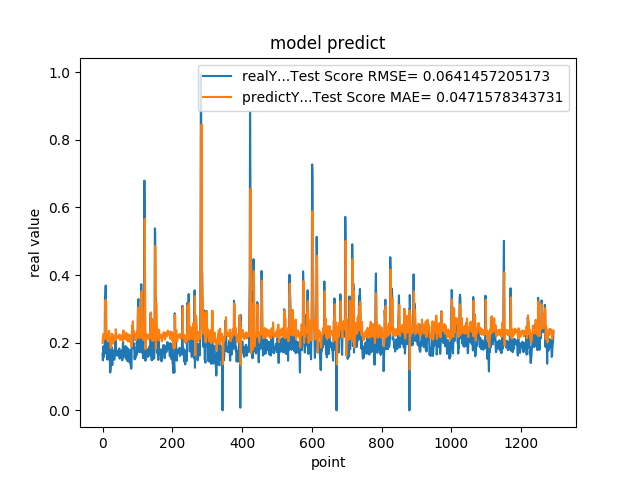 model predict
realY...Test Score RMSE= 0.0641457205173
predictY...Test Score MAE= 0.0471578343731
1.0
0.8
0.6
0.4
0.2
0.0
real value
0 200 400 600 800 1000 1200
point